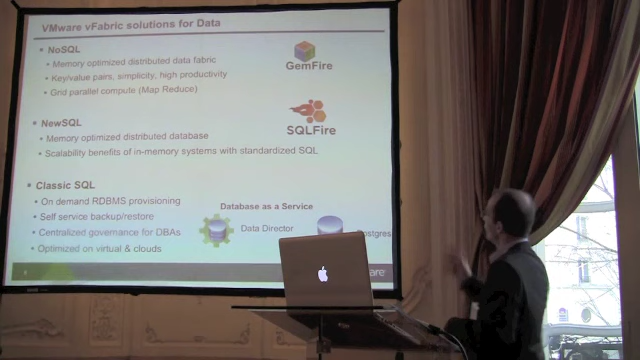 VMware vFabric solutions for Data
• NoSQL
• Memory optimized distributed data fabric
• Key/value pairs, simplicity, high productivity
• Grid parallel compute (Map Reduce)
GemFire
• NewSQL
• Memory optimized distributed database
• Scalability benefits of in-memory systems with standardized SQL
SQLFire
• Classic SQL
• On demand RDBMS provisioning
• Self service backup/restore
• Centralized governance for DBAs
• Optimized on virtual & clouds
Database as a Service
Data Director
Postgres